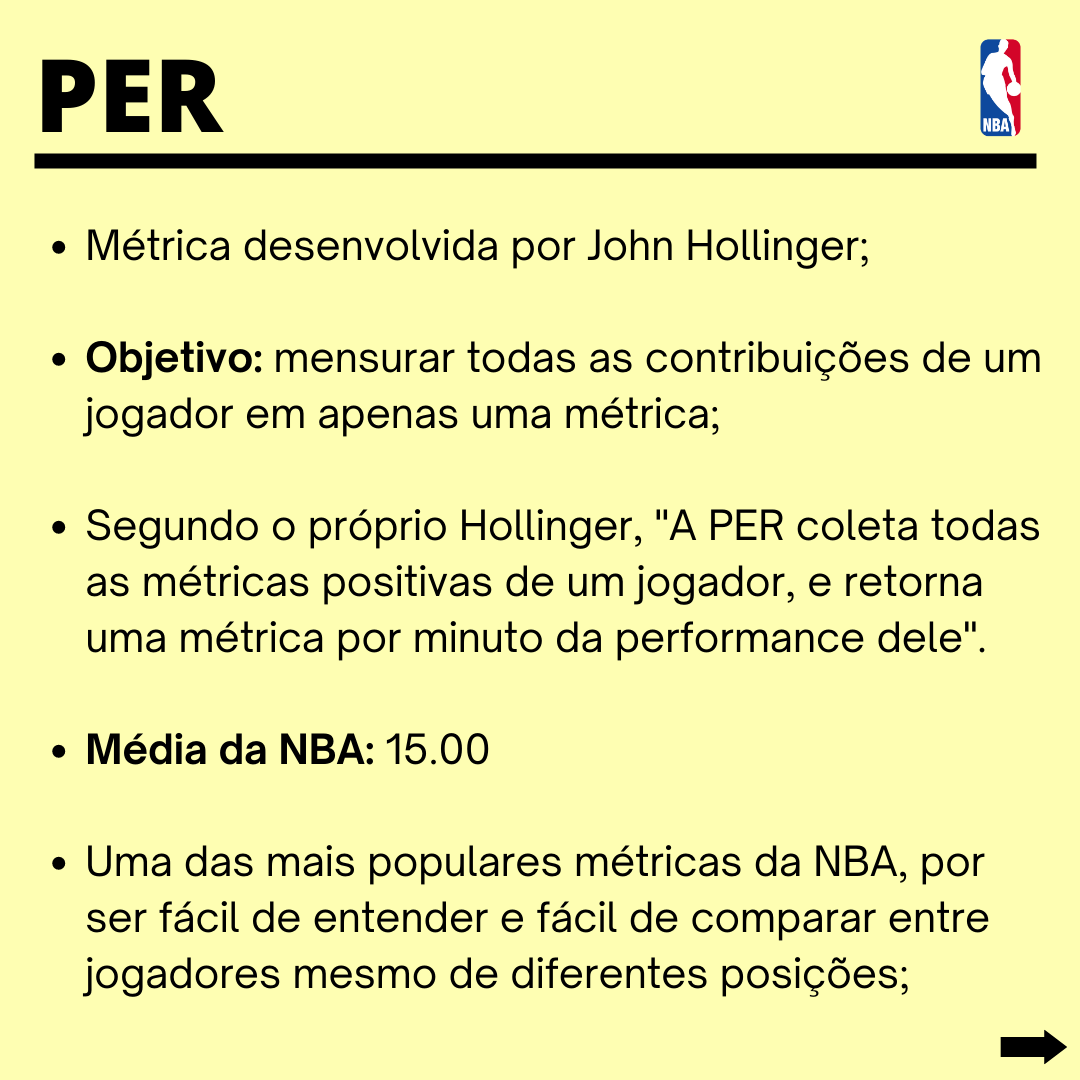 PER
NBA
• Métrica desenvolvida por John Hollinger;
• Objetivo: mensurar todas as contribuições de um
jogador em apenas uma métrica;
• Segundo o próprio Hollinger, "A PER coleta todas
as métricas positivas de um jogador, e retorna
uma métrica por minuto da performance dele".
• Média da NBA: 15.00
• Uma das mais populares métricas da NBA, por
ser fácil de entender e fácil de comparar entre
jogadores mesmo de diferentes posições;